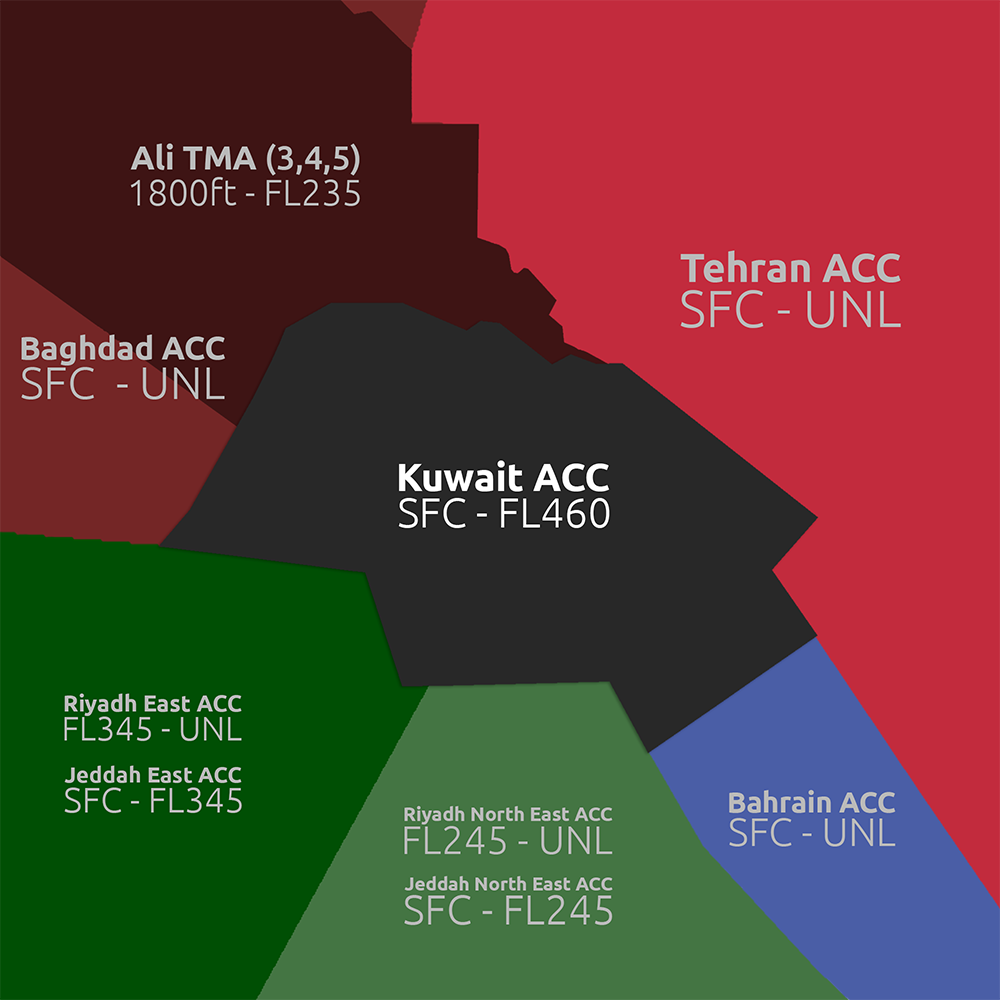 Ali TMA (3,4,5)
1800ft - FL235
Tehran ACC
SFC - UNL
Baghdad ACC
SFC - UNL
Kuwait ACC
SFC - FL460
Riyadh East ACC
FL345 - UNL
Jeddah East ACC
SFC - FL345
Riyadh North East ACC
FL245 - UNL
Jeddah North East ACC
SFC - FL245
Bahrain ACC
SFC - UNL